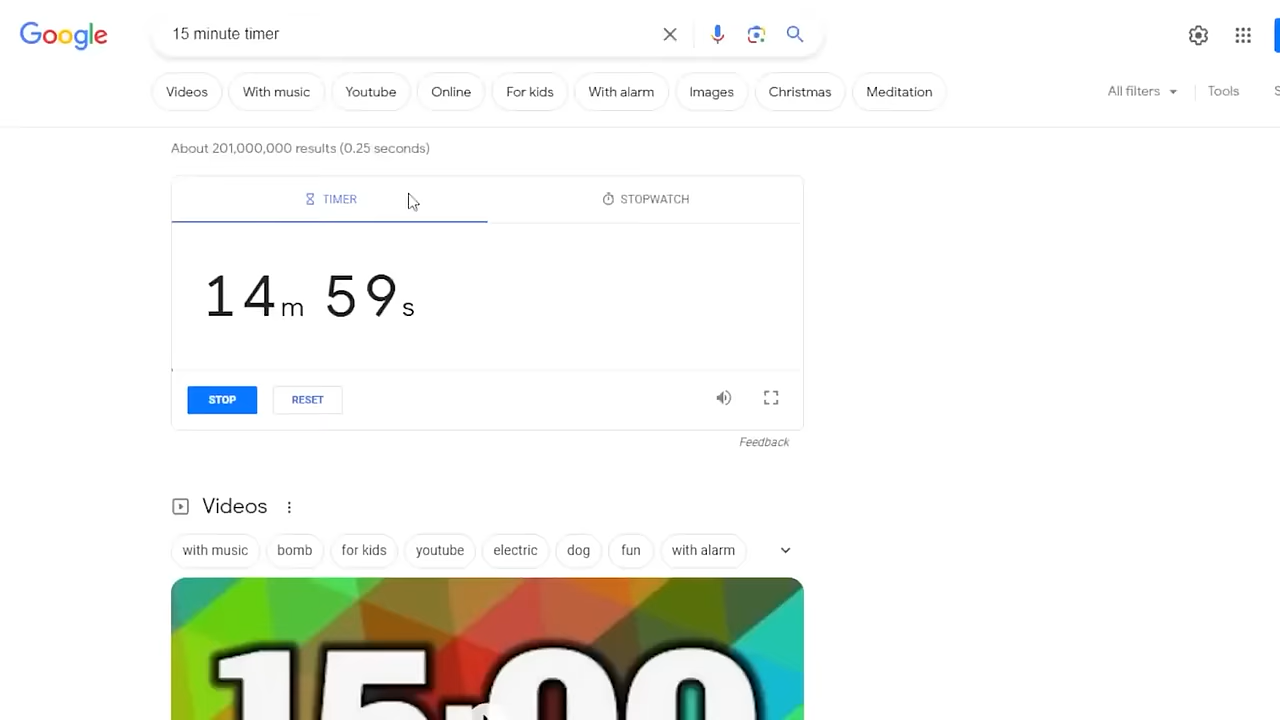 Google 15 minute timer
Videos With music Youtube Online For kids With alarm Images Christmas Meditation All filters Tools
About 201,000,000 results (0.25 seconds)
TIMER STOPWATCH
14m 59s
STOP RESET
Feedback
Videos
with music bomb for kids youtube electric dog fun with alarm
15:00